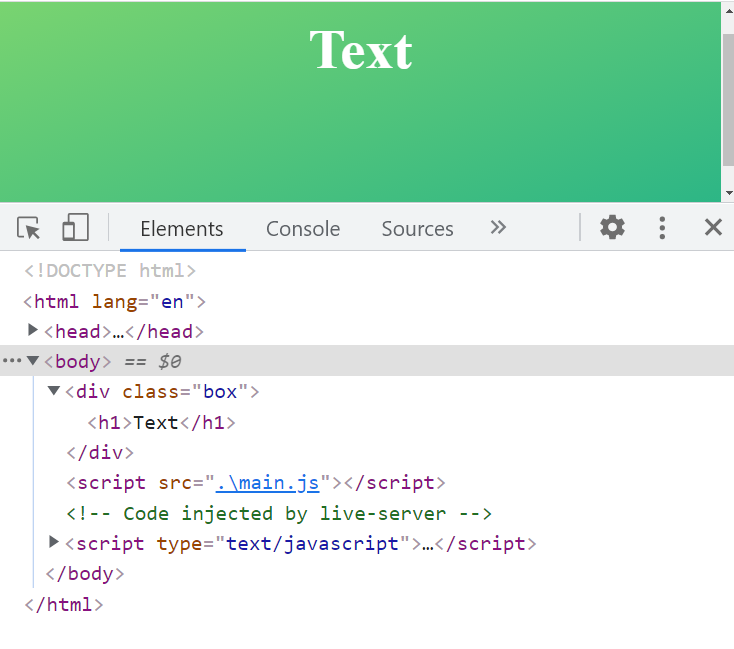 Text
Elements Console Sources
<!DOCTYPE html>
<html lang="en">
<head>…</head>
<body> == $0
<div class="box">
<h1>Text</h1>
</div>
<script src=".\main.js"></script>
<!-- Code injected by live-server -->
<script type="text/javascript">…</script>
</body>
</html>